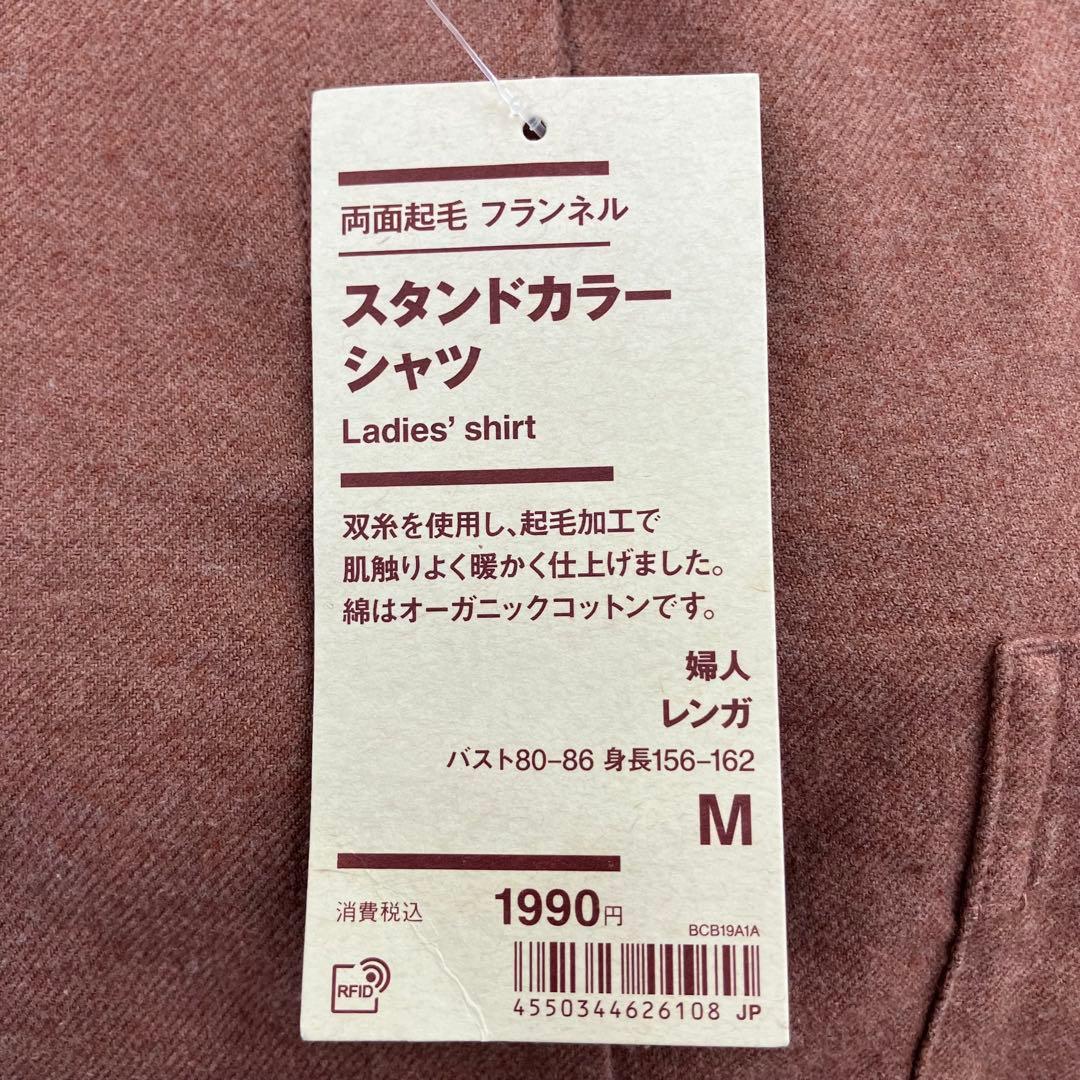 両面起毛 フランネル
スタンドカラー
シャツ
Ladies’ shirt
双糸を使用し、起毛加工で
肌触りよく暖かく仕上げました。
綿はオーガニックコットンです。
婦人
レンガ
バスト80–86 身長156–162
M
消費税込 1990円
BCB19A1A
RFID
4550344626108 JP